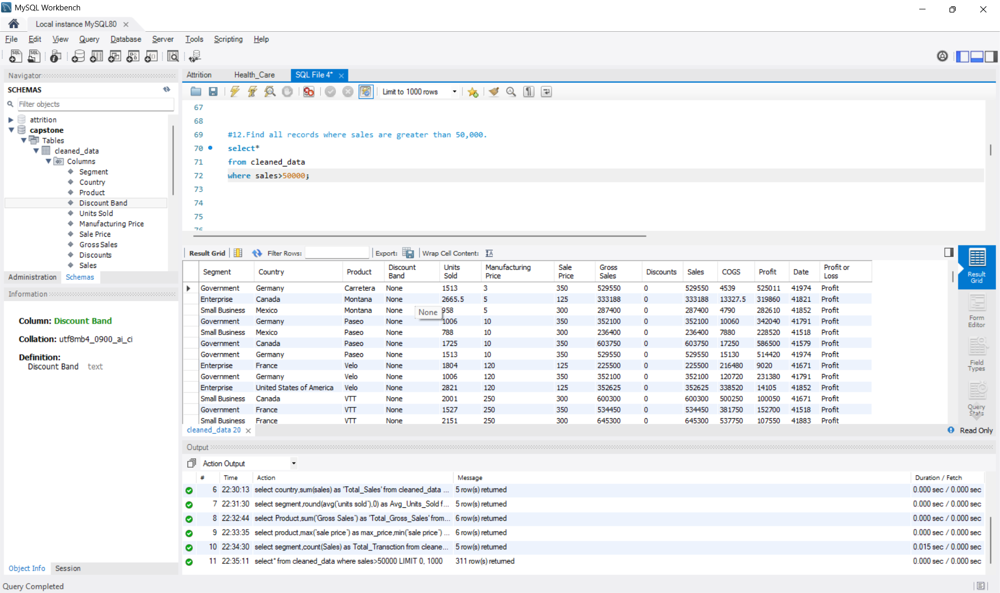 MySQL Workbench
Local instance MySQL80
File Edit View Query Database Server Tools Scripting Help
Navigator
SCHEMAS
Filter objects
attrition
capstone
Tables
cleaned_data
Columns
Segment
Country
Product
Discount Band
Units Sold
Manufacturing Price
Sale Price
Gross Sales
Discounts
Sales
Administration Schemas
Information
Column: Discount Band
Collation: utf8mb4_0900_ai_ci
Definition:
Discount Band text
Object Info Session
Attrition Health_Care SQL File 4*
Limit to 1000 rows
67
68
69 #12.Find all records where sales are greater than 50,000.
70 select*
71 from cleaned_data
72 where sales>50000;
73
74
75
76
Result Grid Filter Rows: Export: Wrap Cell Content:
Segment Country Product Discount Band Units Sold Manufacturing Price Sale Price Gross Sales Discounts Sales COGS Profit Date Profit or Loss
Government Germany Carretera None 1513 3 350 529550 0 529550 4539 525011 41974 Profit
Enterprise Canada Montana None 2665.5 5 125 333188 0 333188 13327.5 319860 41821 Profit
Small Business Mexico Montana None 958 5 300 287400 0 287400 4790 282610 41852 Profit
None
Government Germany Paseo None 1006 10 350 352100 0 352100 10060 342040 41791 Profit
Small Business Mexico Paseo None 788 10 300 236400 0 236400 7880 228520 41518 Profit
Government Canada Paseo None 1725 10 350 603750 0 603750 17250 586500 41579 Profit
Government Germany Paseo None 1513 10 350 529550 0 529550 15130 514420 41974 Profit
Enterprise France Velo None 1804 120 125 225500 0 225500 216480 9020 41671 Profit
Government Germany Velo None 1006 120 350 352100 0 352100 120720 231380 41791 Profit
Enterprise United States of America Velo None 2821 120 125 352625 0 352625 338520 14105 41852 Profit
Small Business Canada VTT None 2001 250 300 600300 0 600300 500250 100050 41671 Profit
Government France VTT None 1527 250 350 534450 0 534450 381750 152700 41518 Profit
Small Business France VTT None 2151 250 300 645300 0 645300 537750 107550 41883 Profit
Result Grid
Form Editor
Field Types
Query Stats
cleaned_data 20
Read Only
Output
Action Output
# Time Action Message Duration / Fetch
6 22:30:13 select country,sum(sales) as 'Total_Sales' from cleaned_data ... 5 row(s) returned 0.000 sec / 0.000 sec
7 22:31:30 select segment,round(avg(`units sold`),0) as Avg_Units_Sold f... 5 row(s) returned 0.000 sec / 0.000 sec
8 22:32:44 select Product,sum(`Gross Sales`) as 'Total_Gross_Sales' from... 6 row(s) returned 0.000 sec / 0.000 sec
9 22:33:35 select product,max(`sale price`) as max_price,min(`sale price`) ... 6 row(s) returned 0.000 sec / 0.000 sec
10 22:34:30 select segment,count(Sales) as Total_Transction from cleane... 5 row(s) returned 0.015 sec / 0.000 sec
11 22:35:11 select* from cleaned_data where sales>50000 LIMIT 0, 1000 311 row(s) returned 0.000 sec / 0.000 sec
Query Completed